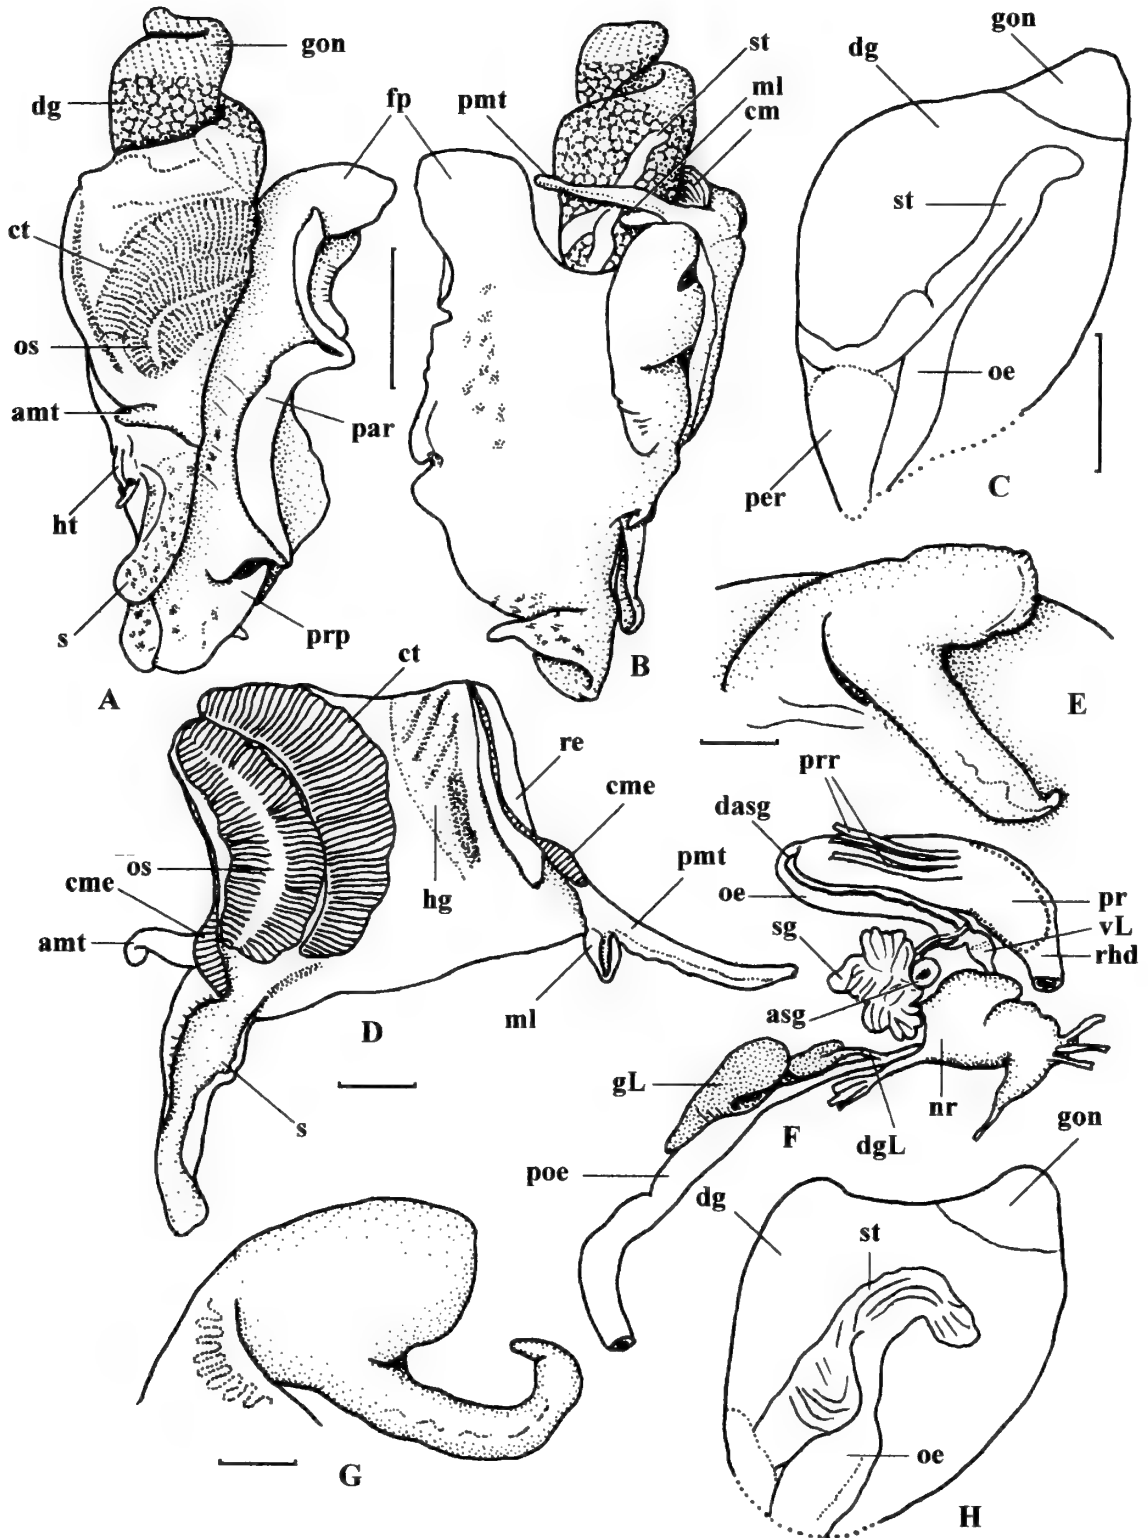 gon
dg
fp
ct
os
amt
par
ht
s
prp
A
st
pmt
ml
cm
B
gon
dg
st
oe
per
C
E
ct
re
cme
os
cme
pmt
hg
amt
ml
D
s
prr
dasg
oe
pr
sg
vL
rhd
asg
gL
nr
F
dgL
poe
G
gon
dg
st
oe
H